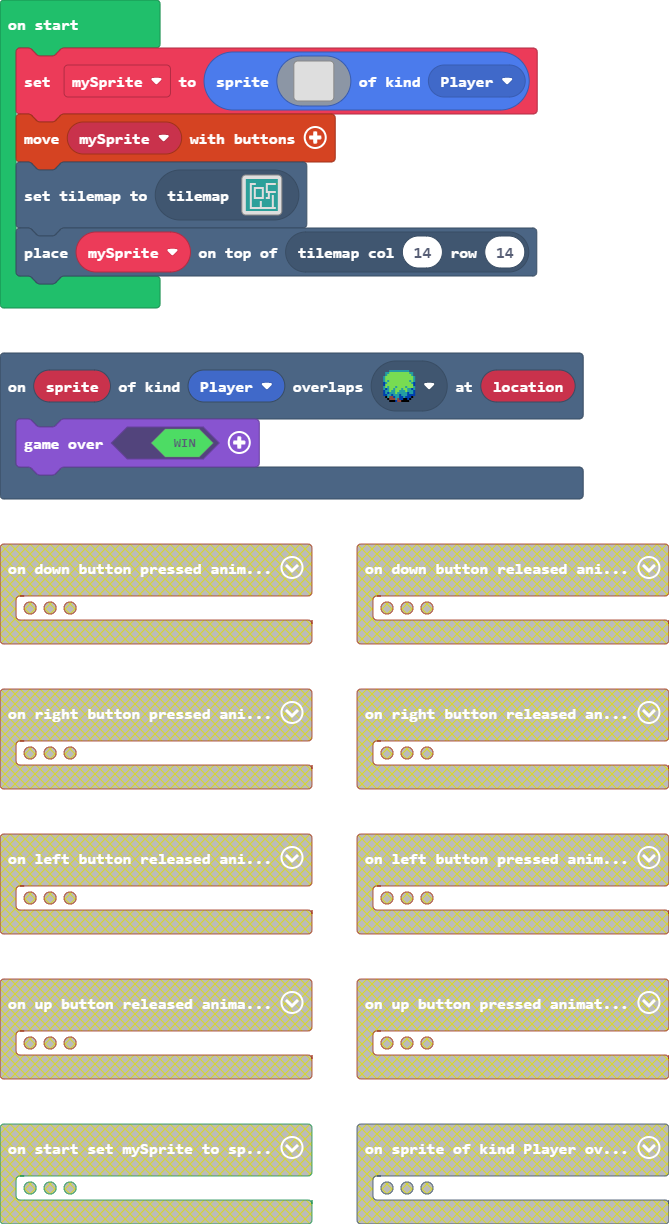 on start
set mySprite to sprite of kind Player
move mySprite with buttons
set tilemap to tilemap
place mySprite on top of tilemap col 14 row 14
on sprite of kind Player overlaps at location
game over WIN
on down button pressed anim...
on down button released ani...
on right button pressed ani...
on right button released an...
on left button released ani...
on left button pressed anim...
on up button released anima...
on up button pressed animat...
on start set mySprite to sp...
on sprite of kind Player ov...